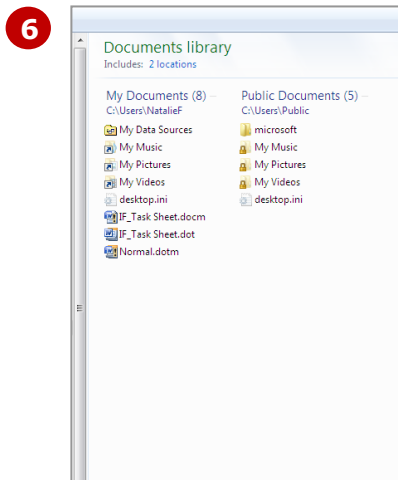 6
Documents library
Includes: 2 locations
My Documents (8)
C:\Users\NatalieF
My Data Sources
My Music
My Pictures
My Videos
desktop.ini
IF_Task Sheet.docm
IF_Task Sheet.dot
Normal.dotm
Public Documents (5)
C:\Users\Public
microsoft
My Music
My Pictures
My Videos
desktop.ini